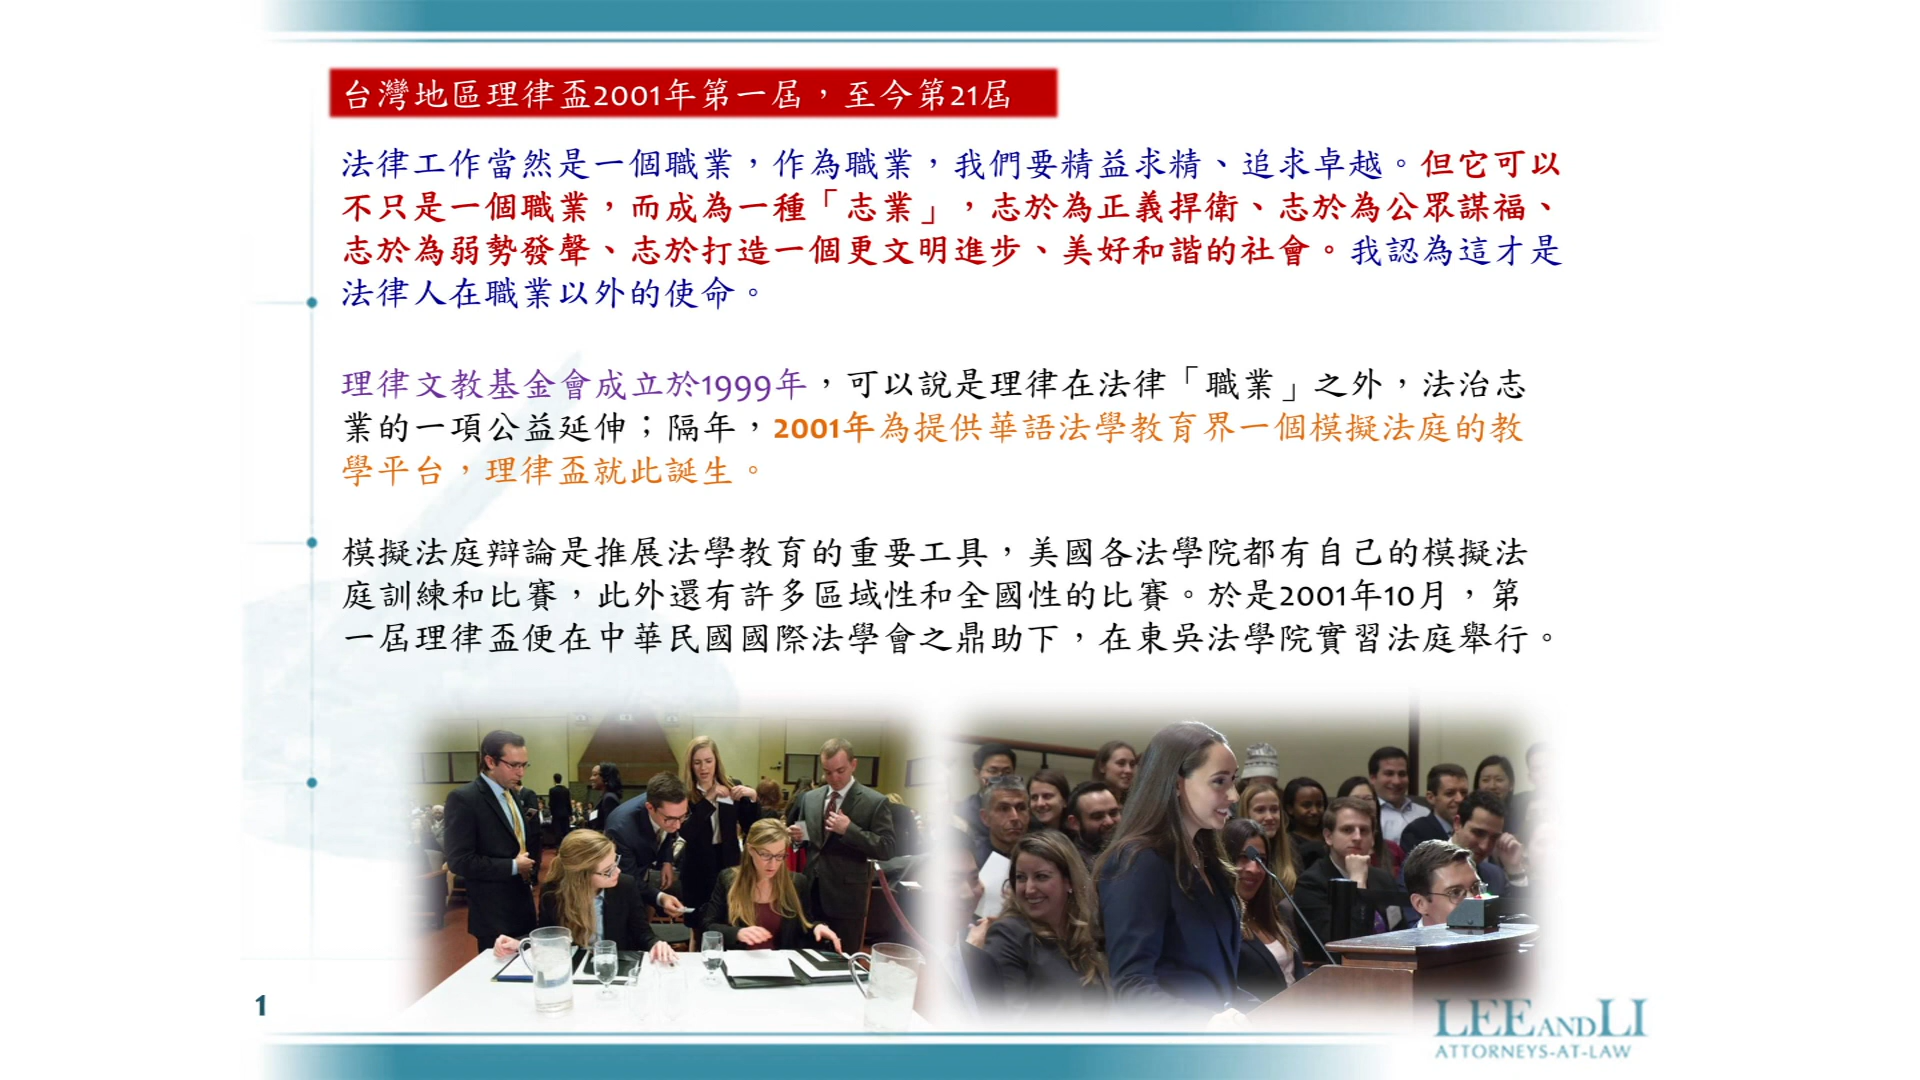 台灣地區理律盃2001年第一屆，至今第21屆
法律工作當然是一個職業，作為職業，我們要精益求精、追求卓越。但它可以
不只是一個職業，而成為一種「志業」，志於為正義捍衛、志於為公眾謀福、
志於為弱勢發聲、志於打造一個更文明進步、美好和諧的社會。我認為這才是
法律人在職業以外的使命。
理律文教基金會成立於1999年，可以說是理律在法律「職業」之外，法治志
業的一項公益延伸；隔年，2001年為提供華語法學教育界一個模擬法庭的教
學平台，理律盃就此誕生。
模擬法庭辯論是推展法學教育的重要工具，美國各法學院都有自己的模擬法
庭訓練和比賽，此外還有許多區域性和全國性的比賽。於是2001年10月，第
一屆理律盃便在中華民國國際法學會之鼎助下，在東吳法學院實習法庭舉行。
1
LEE AND LI
ATTORNEYS-AT-LAW